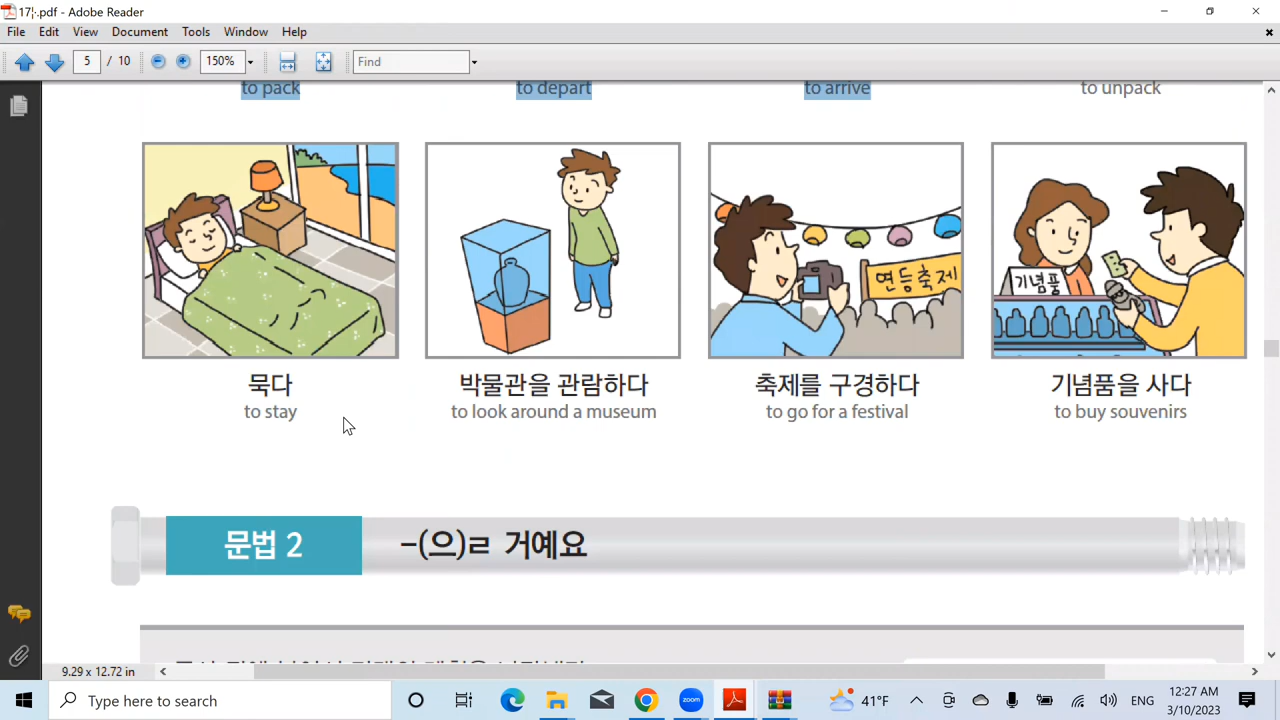 17¦·.pdf - Adobe Reader
File Edit View Document Tools Window Help
5 / 10 150% Find
to pack to depart to arrive to unpack
연등축제
기념품
묵다 박물관을 관람하다 축제를 구경하다 기념품을 사다
to stay to look around a museum to go for a festival to buy souvenirs
문법 2 -(으)ㄹ 거예요
9.29 x 12.72 in
Type here to search zoom 41°F ENG 12:27 AM
3/10/2023